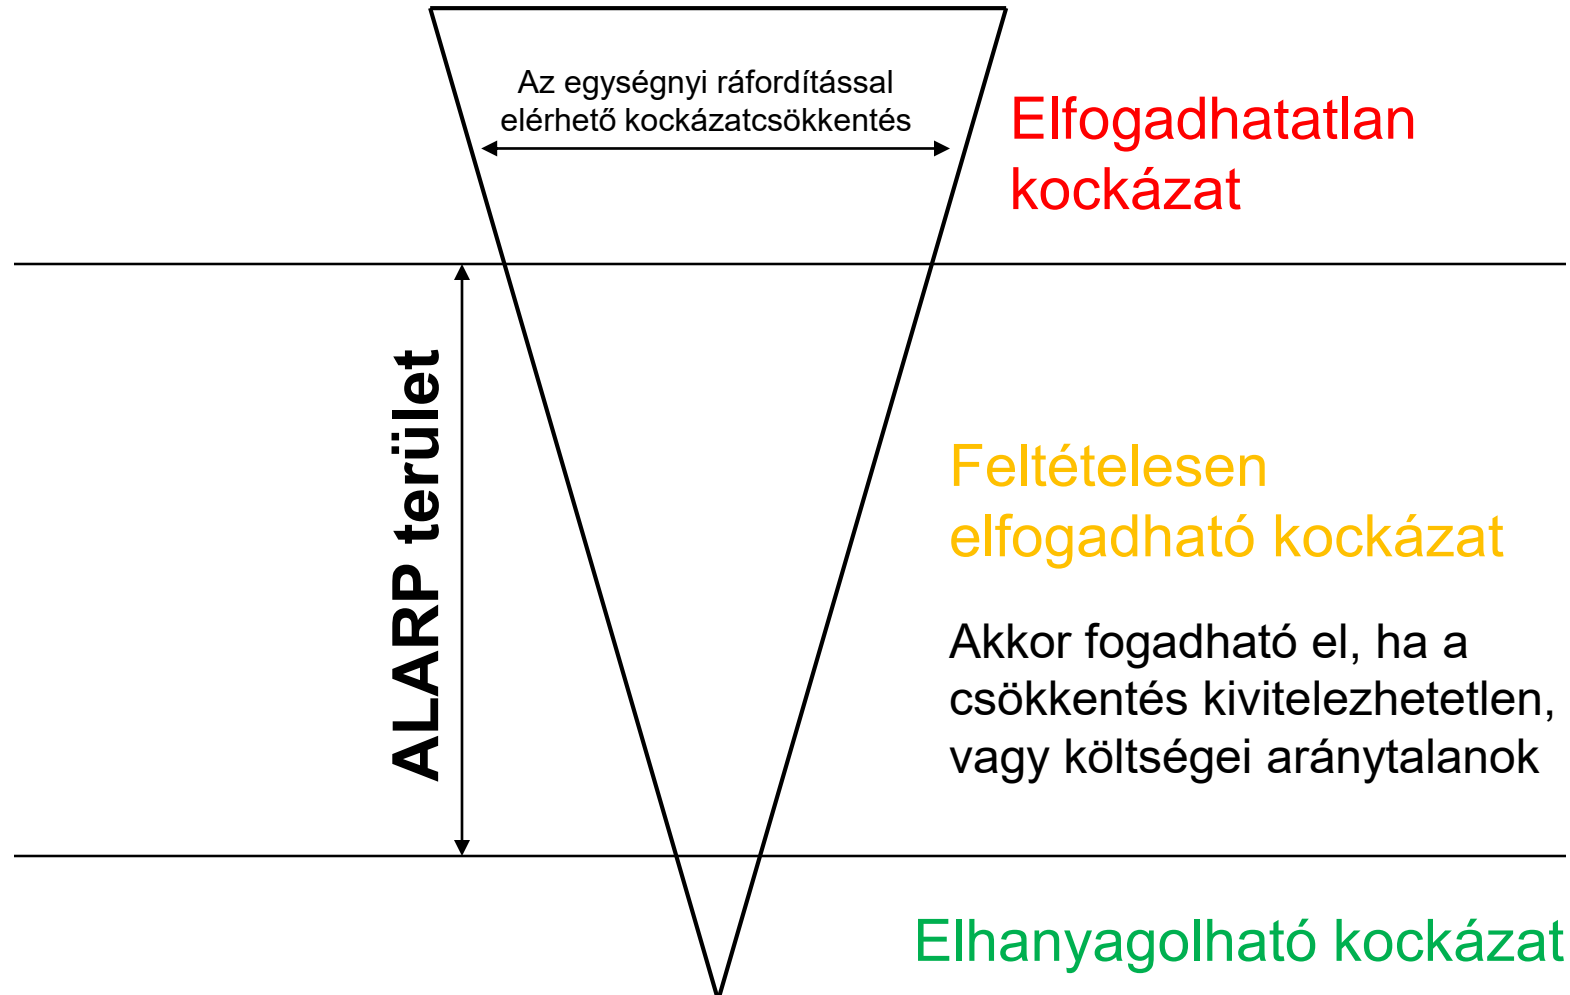 Az egységnyi ráfordítással
elérhető kockázatcsökkentés
Elfogadhatatlan
kockázat
ALARP terület
Feltételesen
elfogadható kockázat
Akkor fogadható el, ha a
csökkentés kivitelezhetetlen,
vagy költségei aránytalanok
Elhanyagolható kockázat